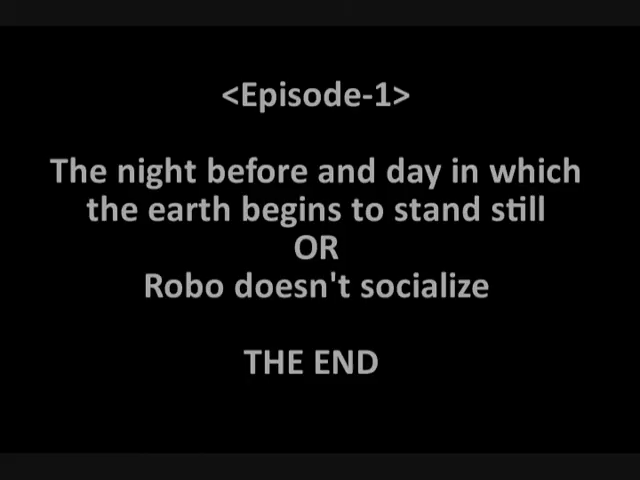 <Episode-1>
The night before and day in which
the earth begins to stand still
OR
Robo doesn't socialize
THE END